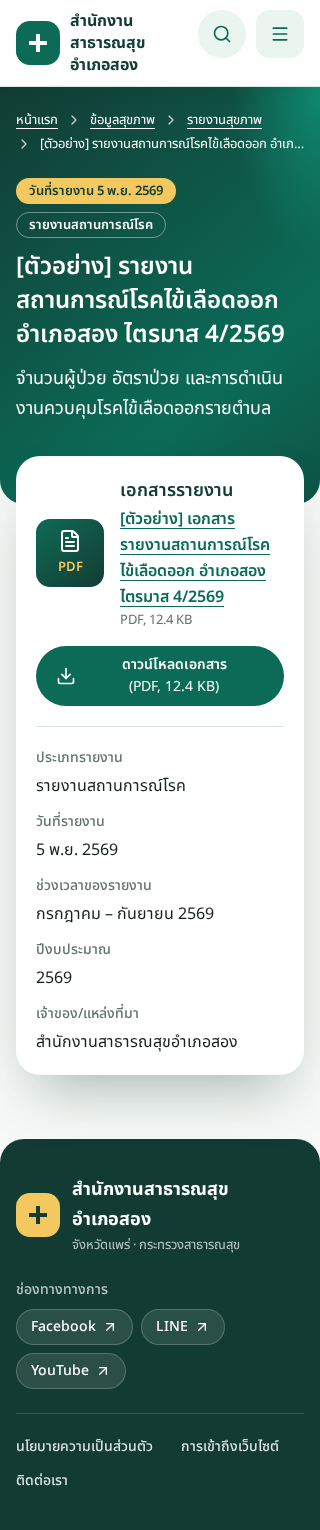 สำนักงาน
สาธารณสุข
อำเภอสอง
หน้าแรก
ข้อมูลสุขภาพ
รายงานสุขภาพ
[ตัวอย่าง] รายงานสถานการณ์โรคไข้เลือดออก อำเภ...
วันที่รายงาน 5 พ.ย. 2569
รายงานสถานการณ์โรค
[ตัวอย่าง] รายงาน
สถานการณ์โรคไข้เลือดออก
อำเภอสอง ไตรมาส 4/2569
จำนวนผู้ป่วย อัตราป่วย และการดำเนิน
งานควบคุมโรคไข้เลือดออกรายตำบล
เอกสารรายงาน
[ตัวอย่าง] เอกสาร
รายงานสถานการณ์โรค
ไข้เลือดออก อำเภอสอง
ไตรมาส 4/2569
PDF
PDF, 12.4 KB
ดาวน์โหลดเอกสาร
(PDF, 12.4 KB)
ประเภทรายงาน
รายงานสถานการณ์โรค
วันที่รายงาน
5 พ.ย. 2569
ช่วงเวลาของรายงาน
กรกฎาคม – กันยายน 2569
ปีงบประมาณ
2569
เจ้าของ/แหล่งที่มา
สำนักงานสาธารณสุขอำเภอสอง
สำนักงานสาธารณสุข
อำเภอสอง
จังหวัดแพร่ · กระทรวงสาธารณสุข
ช่องทางทางการ
Facebook
LINE
YouTube
นโยบายความเป็นส่วนตัว
การเข้าถึงเว็บไซต์
ติดต่อเรา